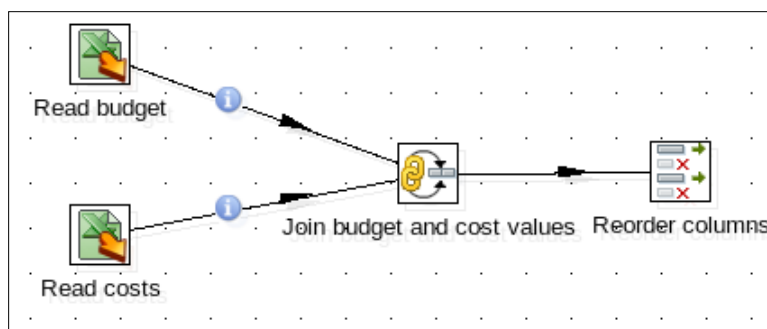 Read budget
Read costs
Join budget and cost values
Reorder columns